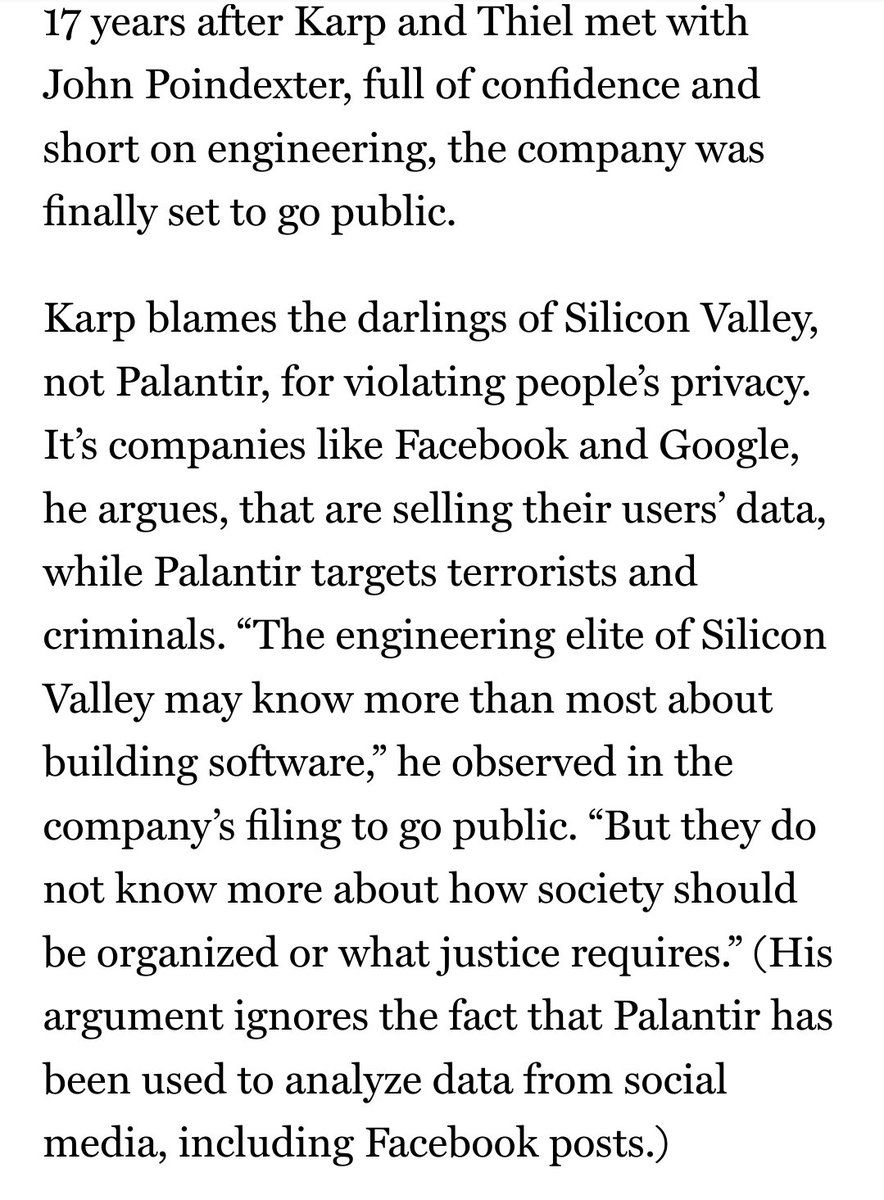 17 years after Karp and Thiel met with
John Poindexter, full of confidence and
short on engineering, the company was
finally set to go public.
Karp blames the darlings of Silicon Valley,
not Palantir, for violating people’s privacy.
It’s companies like Facebook and Google,
he argues, that are selling their users’ data,
while Palantir targets terrorists and
criminals. “The engineering elite of Silicon
Valley may know more than most about
building software,” he observed in the
company’s filing to go public. “But they do
not know more about how society should
be organized or what justice requires.” (His
argument ignores the fact that Palantir has
been used to analyze data from social
media, including Facebook posts.)